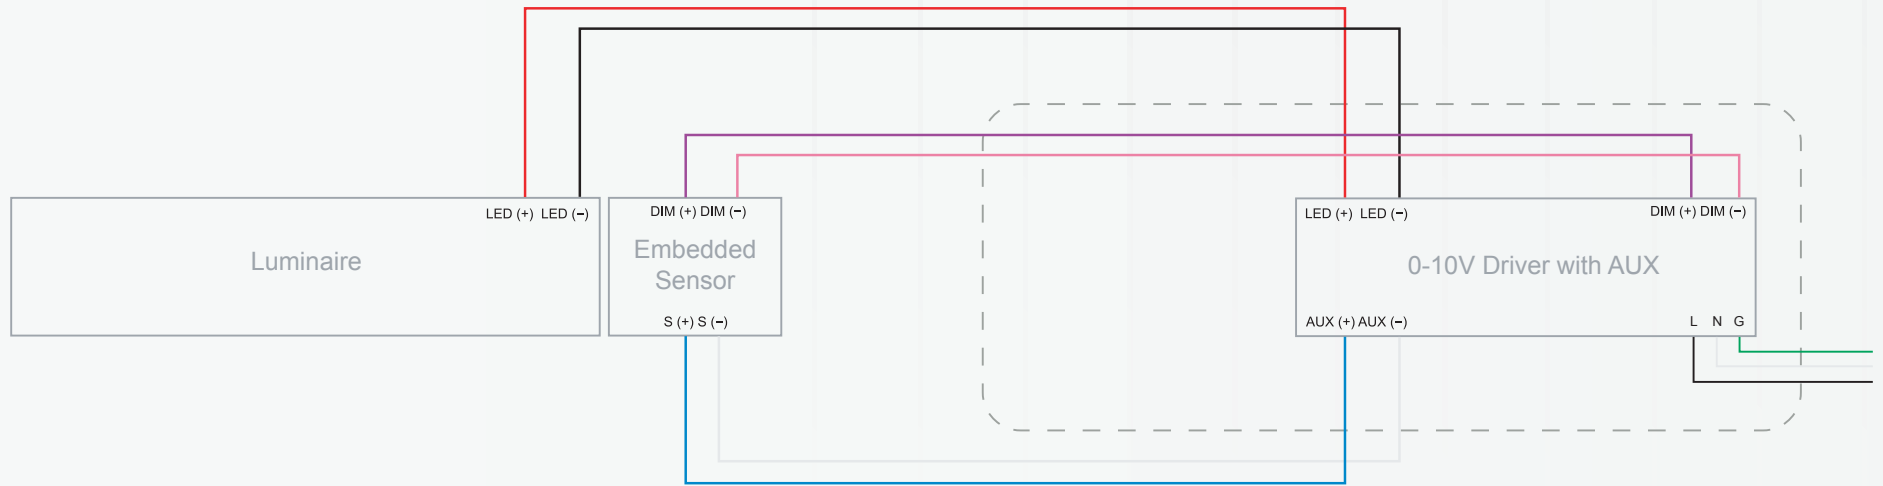 LED (+) LED (−)
Luminaire
DIM (+) DIM (−)
Embedded
Sensor
S (+) S (−)
LED (+) LED (−)
DIM (+) DIM (−)
0-10V Driver with AUX
AUX (+) AUX (−)
L N G